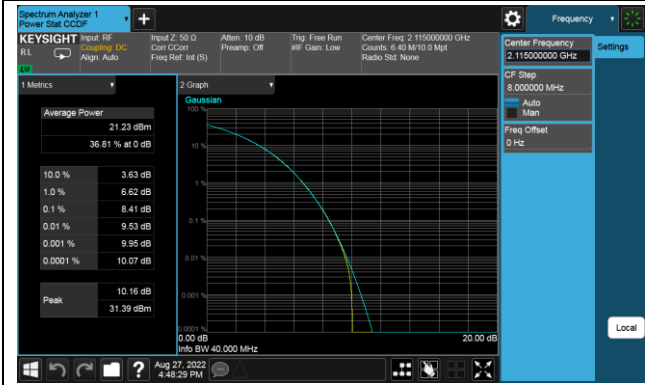 Spectrum Analyzer 1
Power Stat CCDF
Frequency
KEYSIGHT
RL
Input: RF
Coupling: DC
Align: Auto
Input Z: 50 Ω
Corr CCorr
Freq Ref: Int (S)
Atten: 10 dB
Preamp: Off
Trig: Free Run
#IF Gain: Low
Center Freq: 2.115000000 GHz
Counts: 6.40 M/10.0 Mpt
Radio Std: None
Center Frequency
2.115000000 GHz
Settings
CF Step
8.000000 MHz
Auto
Man
Freq Offset
0 Hz
Local
1 Metrics
Average Power
21.23 dBm
36.81 % at 0 dB
10.0 % 3.63 dB
1.0 % 6.62 dB
0.1 % 8.41 dB
0.01 % 9.53 dB
0.001 % 9.95 dB
0.0001 % 10.07 dB
Peak
10.16 dB
31.39 dBm
2 Graph
Gaussian
100 %
10 %
1 %
0.1 %
0.01 %
0.001 %
0.0001 %
0.00 dB
20.00 dB
Info BW 40.000 MHz
?
Aug 27, 2022
4:48:29 PM